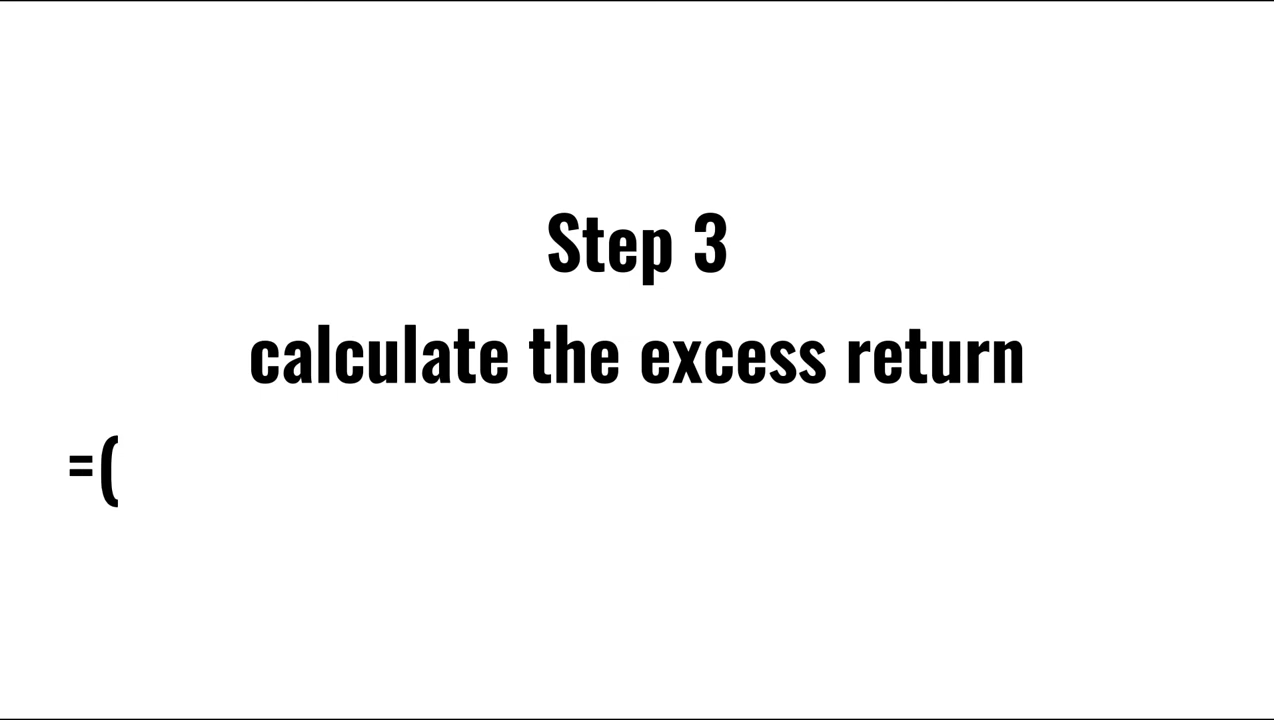 Step 3
calculate the excess return
=(